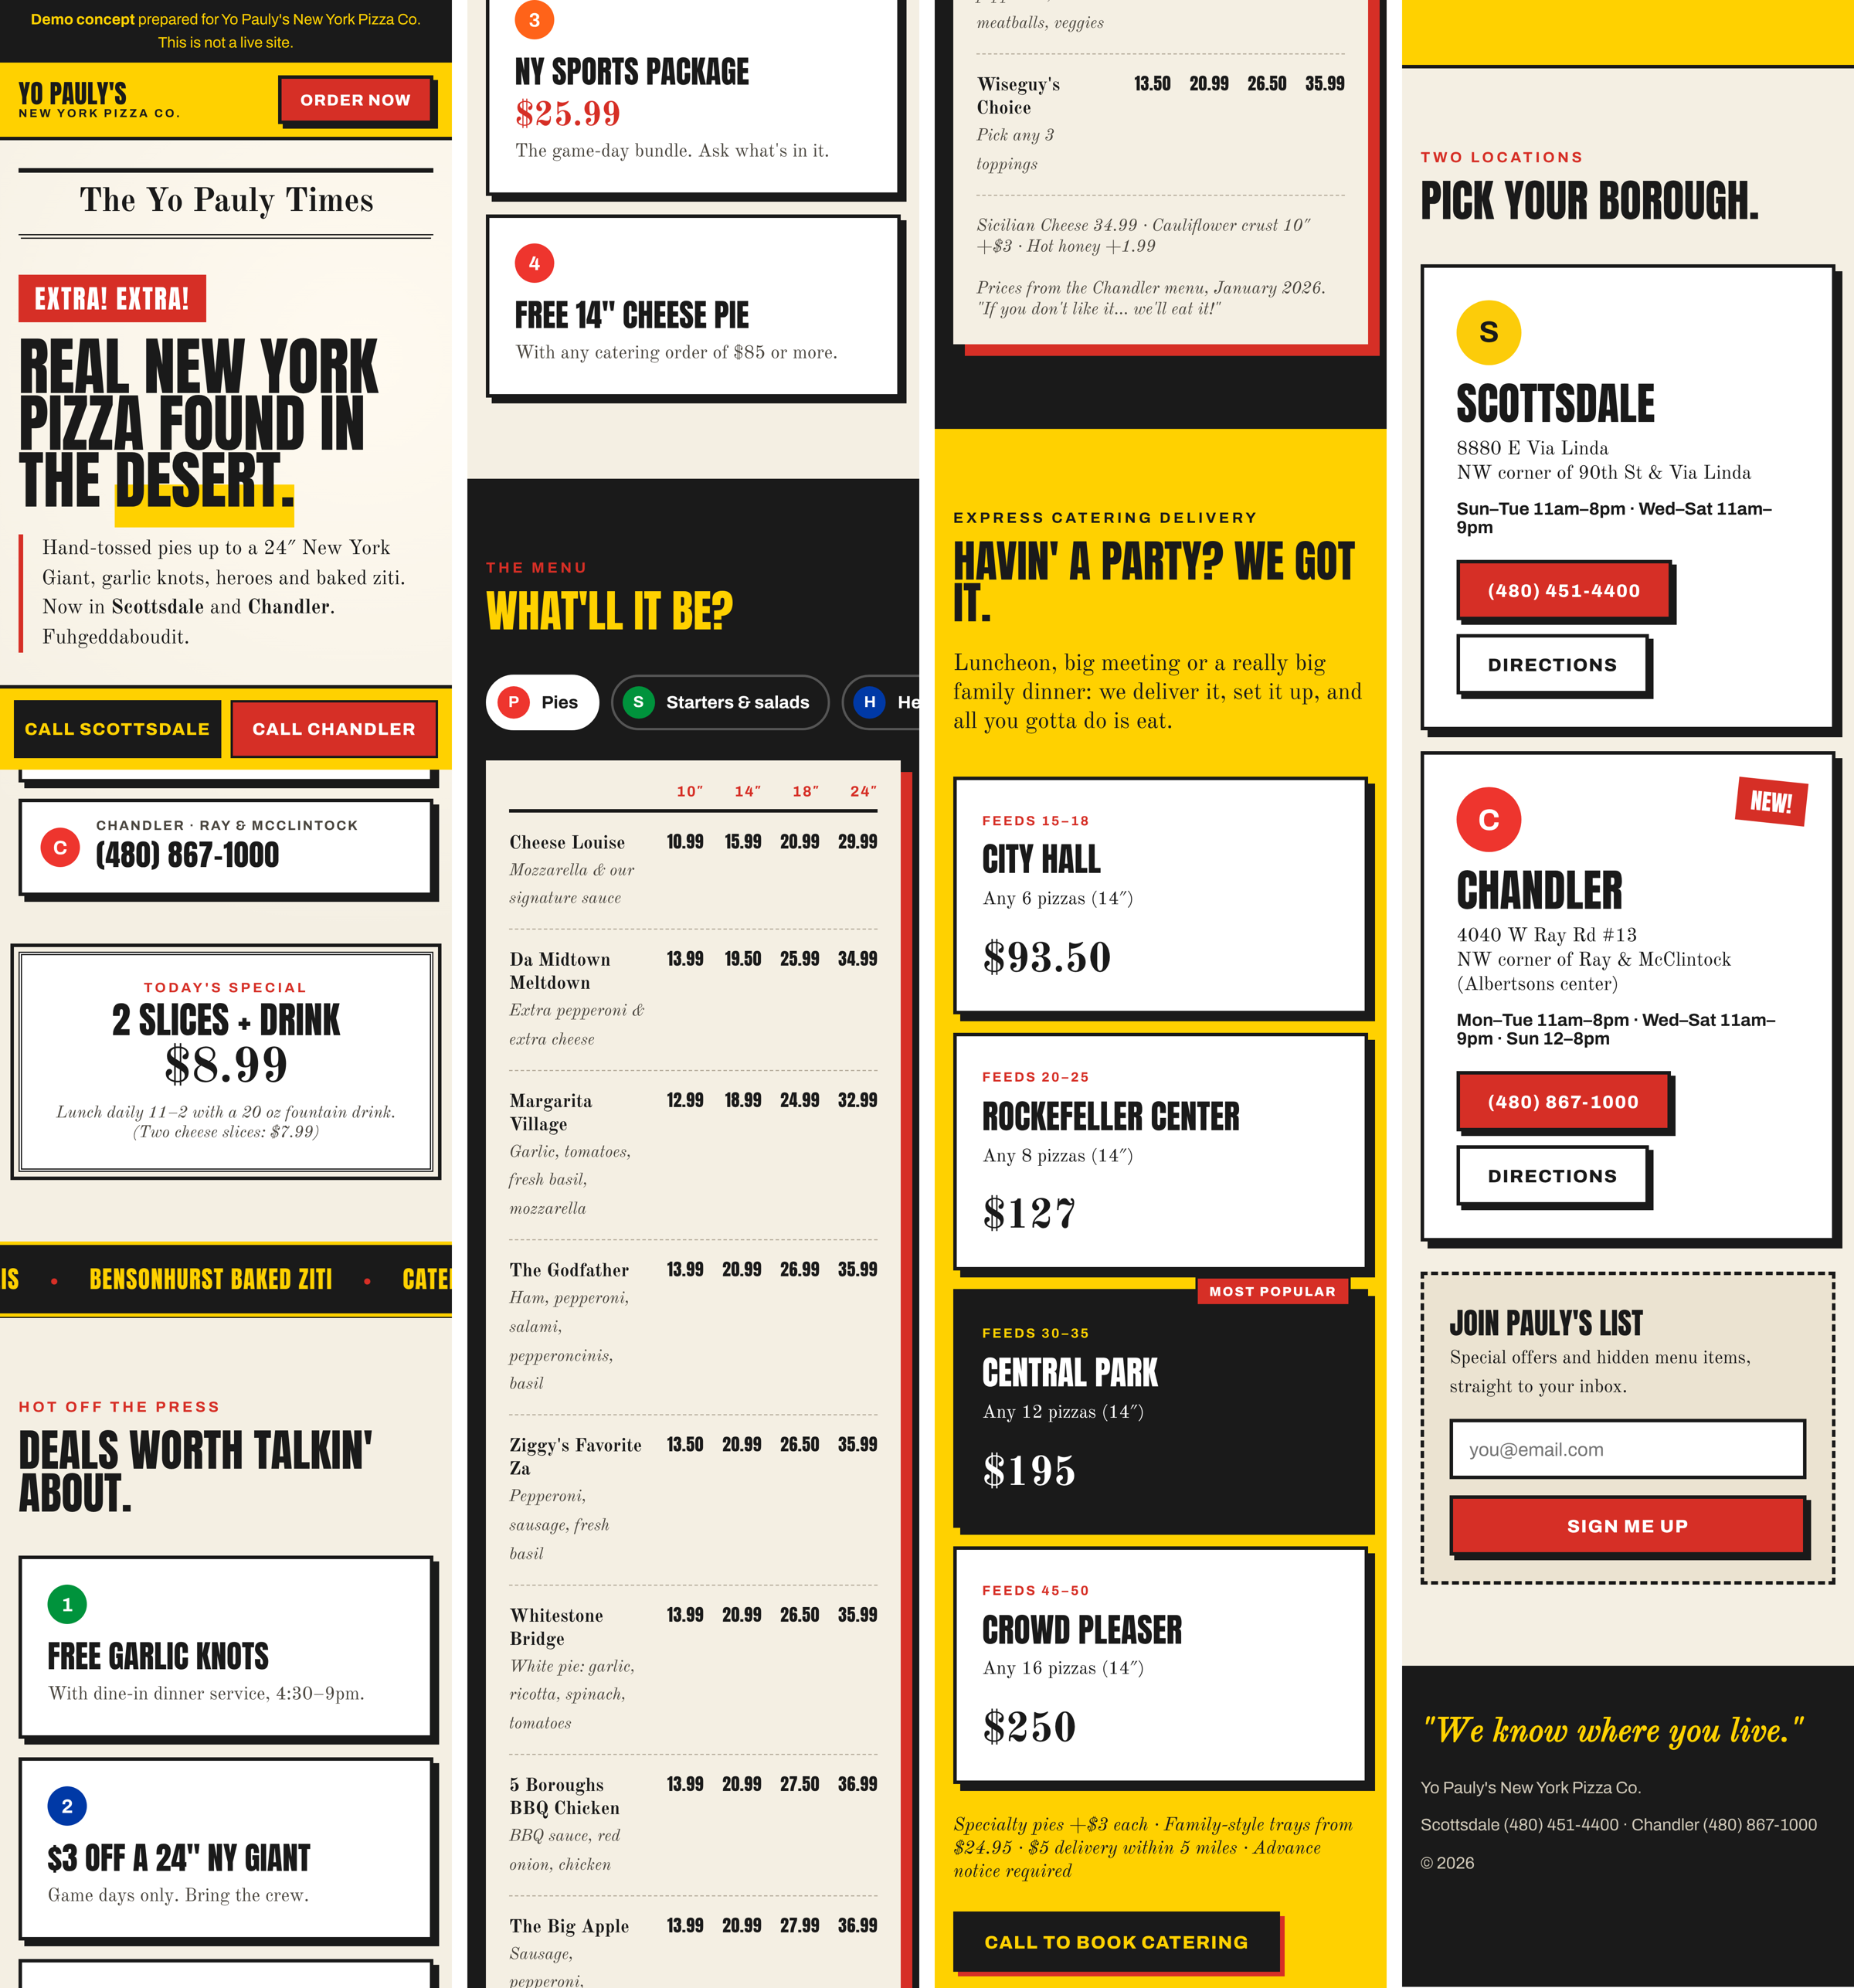 Demo concept prepared for Yo Pauly's New York Pizza Co.
This is not a live site.
YO PAULY'S
NEW YORK PIZZA CO.
ORDER NOW
The Yo Pauly Times
EXTRA! EXTRA!
REAL NEW YORK
PIZZA FOUND IN
THE DESERT.
Hand-tossed pies up to a 24″ New York
Giant, garlic knots, heroes and baked ziti.
Now in Scottsdale and Chandler.
Fuhgeddaboudit.
CALL SCOTTSDALE
CALL CHANDLER
C
CHANDLER · RAY & MCCLINTOCK
(480) 867-1000
TODAY'S SPECIAL
2 SLICES + DRINK
$8.99
Lunch daily 11–2 with a 20 oz fountain drink.
(Two cheese slices: $7.99)
IS • BENSONHURST BAKED ZITI • CATE
HOT OFF THE PRESS
DEALS WORTH TALKIN'
ABOUT.
1
FREE GARLIC KNOTS
With dine-in dinner service, 4:30–9pm.
2
$3 OFF A 24" NY GIANT
Game days only. Bring the crew.
3
NY SPORTS PACKAGE
$25.99
The game-day bundle. Ask what's in it.
4
FREE 14" CHEESE PIE
With any catering order of $85 or more.
THE MENU
WHAT'LL IT BE?
P Pies
S Starters & salads
H He
10″ 14″ 18″ 24″
Cheese Louise 10.99 15.99 20.99 29.99
Mozzarella & our
signature sauce
Da Midtown 13.99 19.50 25.99 34.99
Meltdown
Extra pepperoni &
extra cheese
Margarita 12.99 18.99 24.99 32.99
Village
Garlic, tomatoes,
fresh basil,
mozzarella
The Godfather 13.99 20.99 26.99 35.99
Ham, pepperoni,
salami,
pepperoncinis,
basil
Ziggy's Favorite 13.50 20.99 26.50 35.99
Za
Pepperoni,
sausage, fresh
basil
Whitestone 13.99 20.99 26.50 35.99
Bridge
White pie: garlic,
ricotta, spinach,
tomatoes
5 Boroughs 13.99 20.99 27.50 36.99
BBQ Chicken
BBQ sauce, red
onion, chicken
The Big Apple 13.99 20.99 27.99 36.99
Sausage,
pepperoni,
meatballs, veggies
Wiseguy's 13.50 20.99 26.50 35.99
Choice
Pick any 3
toppings
Sicilian Cheese 34.99 · Cauliflower crust 10″
+$3 · Hot honey +1.99
Prices from the Chandler menu, January 2026.
"If you don't like it... we'll eat it!"
EXPRESS CATERING DELIVERY
HAVIN' A PARTY? WE GOT
IT.
Luncheon, big meeting or a really big
family dinner: we deliver it, set it up, and
all you gotta do is eat.
FEEDS 15–18
CITY HALL
Any 6 pizzas (14″)
$93.50
FEEDS 20–25
ROCKEFELLER CENTER
Any 8 pizzas (14″)
$127
MOST POPULAR
FEEDS 30–35
CENTRAL PARK
Any 12 pizzas (14″)
$195
FEEDS 45–50
CROWD PLEASER
Any 16 pizzas (14″)
$250
Specialty pies +$3 each · Family-style trays from
$24.95 · $5 delivery within 5 miles · Advance
notice required
CALL TO BOOK CATERING
TWO LOCATIONS
PICK YOUR BOROUGH.
S
SCOTTSDALE
8880 E Via Linda
NW corner of 90th St & Via Linda
Sun–Tue 11am–8pm · Wed–Sat 11am–
9pm
(480) 451-4400
DIRECTIONS
C
NEW!
CHANDLER
4040 W Ray Rd #13
NW corner of Ray & McClintock
(Albertsons center)
Mon–Tue 11am–8pm · Wed–Sat 11am–
9pm · Sun 12–8pm
(480) 867-1000
DIRECTIONS
JOIN PAULY'S LIST
Special offers and hidden menu items,
straight to your inbox.
you@email.com
SIGN ME UP
"We know where you live."
Yo Pauly's New York Pizza Co.
Scottsdale (480) 451-4400 · Chandler (480) 867-1000
© 2026